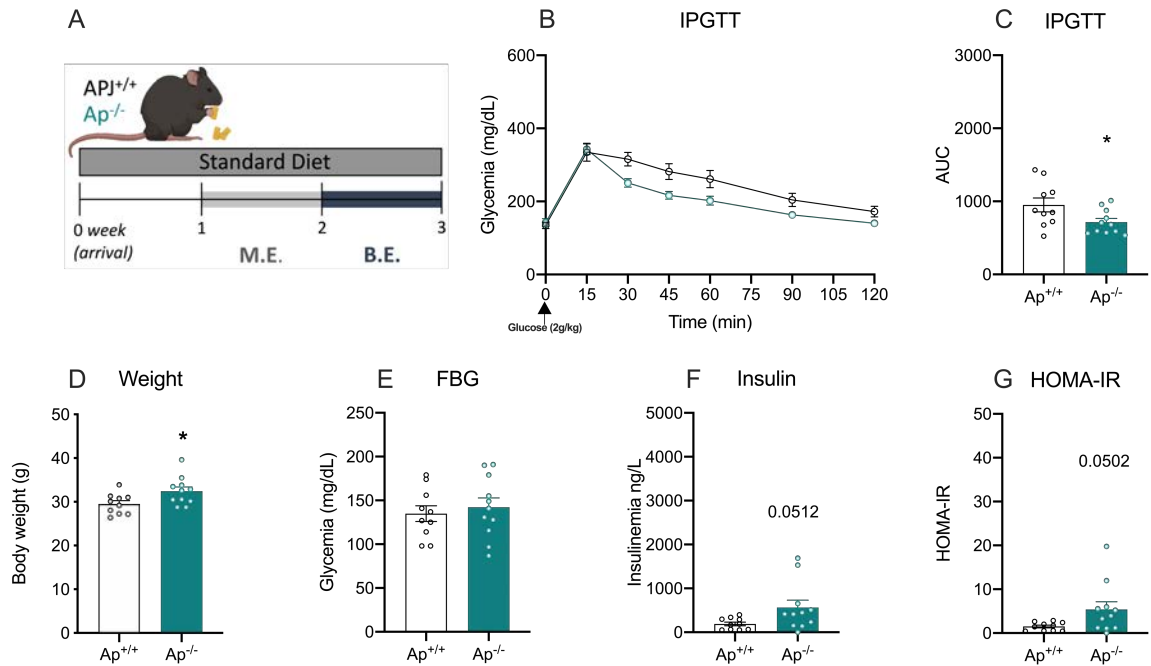 A
APJ+/+
Ap-/-
Standard Diet
0 week
(arrival)
1
2
3
M.E.
B.E.
B
IPGTT
Glycemia (mg/dL)
600
400
200
0
0
15
30
45
60
75
90
105
120
Glucose (2g/kg)
Time (min)
C
IPGTT
AUC
3000
2000
1000
0
*
Ap+/+
Ap-/-
D
Weight
Body weight (g)
50
40
30
20
10
0
*
Ap+/+
Ap-/-
E
FBG
Glycemia (mg/dL)
250
200
150
100
50
0
Ap+/+
Ap-/-
F
Insulin
Insulinemia ng/L
5000
4000
3000
2000
1000
0
0.0512
Ap+/+
Ap-/-
G
HOMA-IR
HOMA-IR
50
40
30
20
10
0
0.0502
Ap+/+
Ap-/-